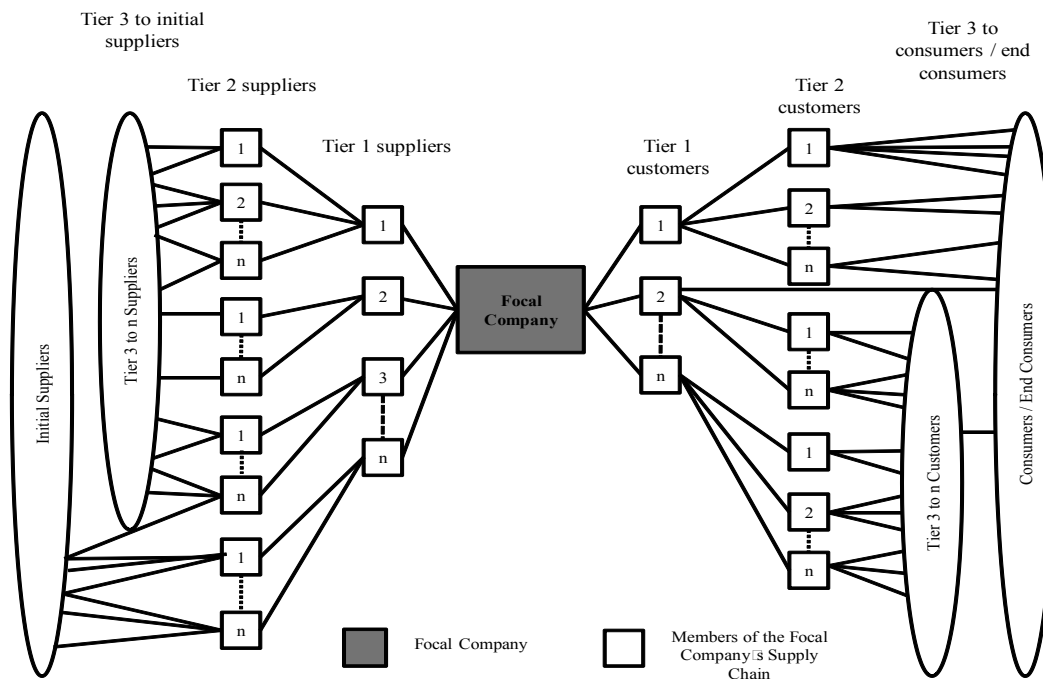 Tier 3 to initial
suppliers
Tier 2 suppliers
Tier 1 suppliers
Tier 1
customers
Tier 2
customers
Tier 3 to
consumers / end
consumers
Initial Suppliers
Tier 3 to n Suppliers
1
2
n
1
n
1
n
1
n
1
2
3
n
Focal
Company
1
2
n
1
2
n
1
n
1
2
n
Tier 3 to n Customers
Consumers / End Consumers
Focal Company
Members of the Focal
Company s Supply
Chain